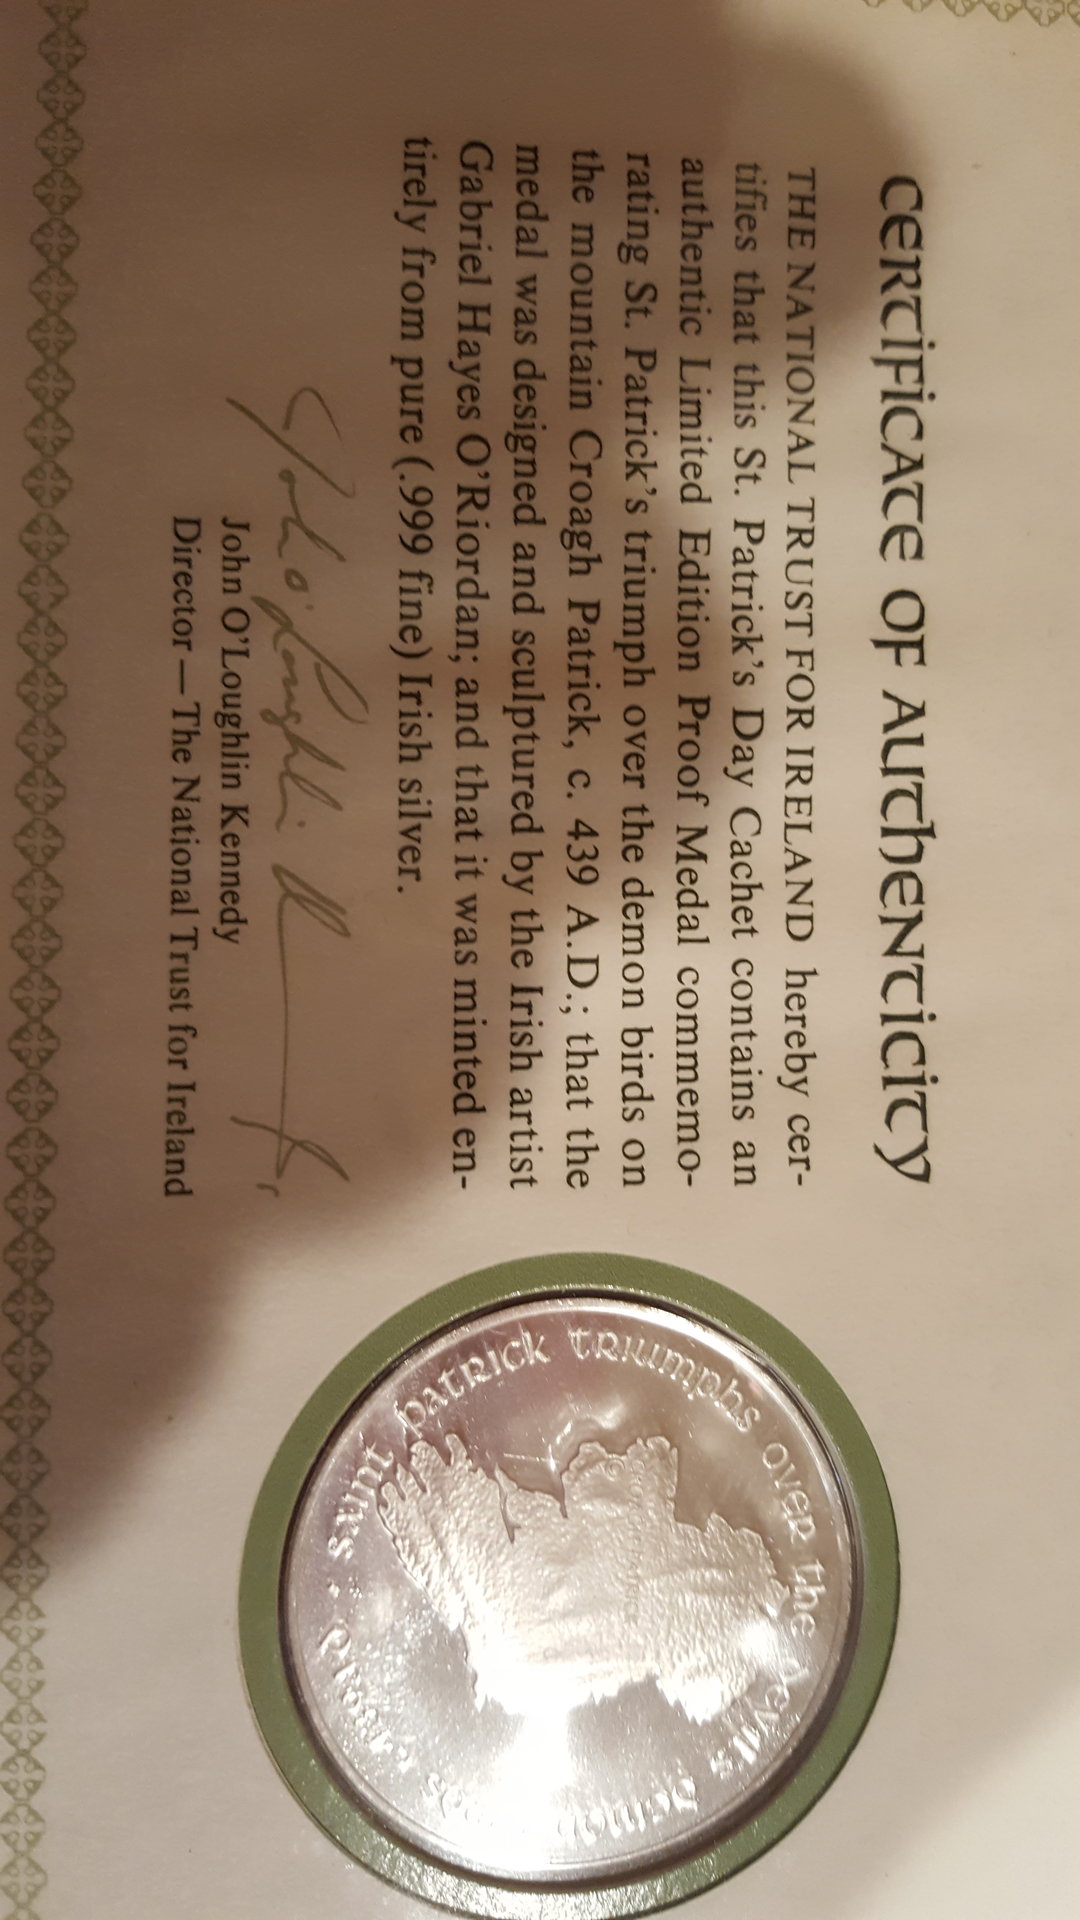 CERTIFICATE OF AUTHENTICITY
THE NATIONAL TRUST FOR IRELAND hereby cer-
tifies that this St. Patrick's Day Cachet contains an
authentic Limited Edition Proof Medal commemo-
rating St. Patrick's triumph over the demon birds on
the mountain Croagh Patrick, c. 439 A.D.; that the
medal was designed and sculptured by the Irish artist
Gabriel Hayes O'Riordan; and that it was minted en-
tirely from pure (.999 fine) Irish silver.
John O'Loughlin Kennedy
John O'Loughlin Kennedy
Director—The National Trust for Ireland
saint patrick triumphs over the devils